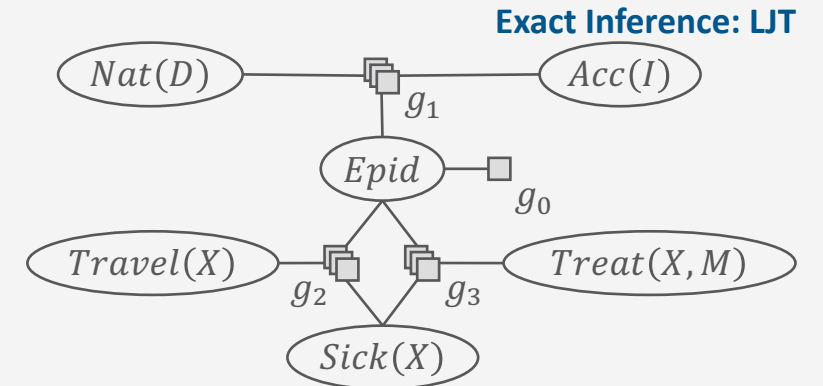 Exact Inference: LJT
Nat(D) Acc(I)
g₁
Epid
g₀
Travel(X) Treat(X, M)
g₂ g₃
Sick(X)